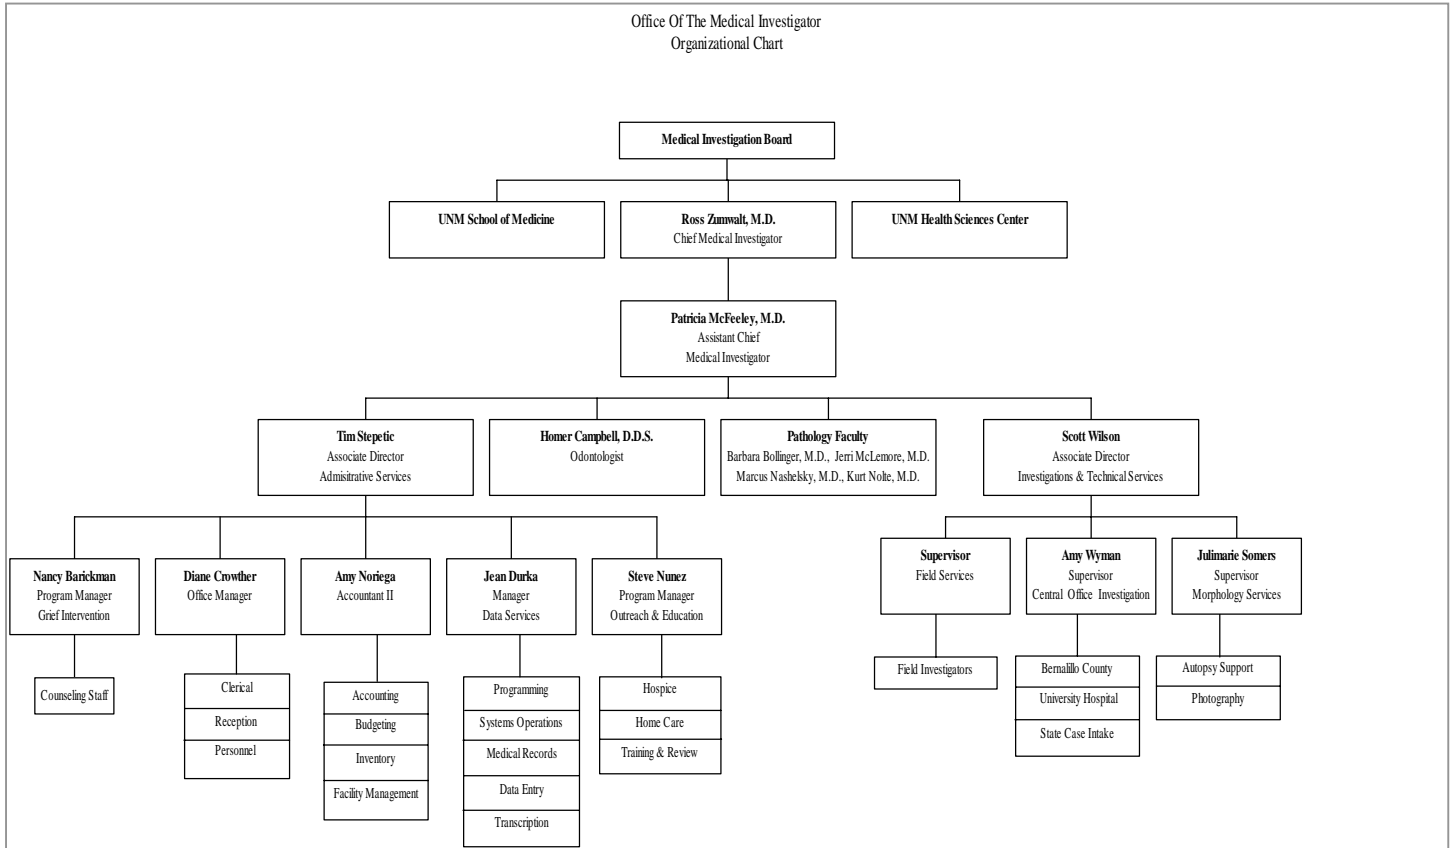 Office Of The Medical Investigator
Organizational Chart
Medical Investigation Board
UNM School of Medicine
Ross Zumwalt, M.D.
Chief Medical Investigator
UNM Health Sciences Center
Patricia McFeeley, M.D.
Assistant Chief
Medical Investigator
Tim Stepetic
Associate Director
Admisitrative Services
Homer Campbell, D.D.S.
Odontologist
Pathology Faculty
Barbara Bollinger, M.D., Jerri McLemore, M.D.
Marcus Nashelsky, M.D., Kurt Nolte, M.D.
Scott Wilson
Associate Director
Investigations & Technical Services
Nancy Barickman
Program Manager
Grief Intervention
Counseling Staff
Diane Crowther
Office Manager
Clerical
Reception
Personnel
Amy Noriega
Accountant II
Accounting
Budgeting
Inventory
Facility Management
Jean Durka
Manager
Data Services
Programming
Systems Operations
Medical Records
Data Entry
Transcription
Steve Nunez
Program Manager
Outreach & Education
Hospice
Home Care
Training & Review
Supervisor
Field Services
Field Investigators
Amy Wyman
Supervisor
Central Office Investigation
Bernalillo County
University Hospital
State Case Intake
Julimarie Somers
Supervisor
Morphology Services
Autopsy Support
Photography